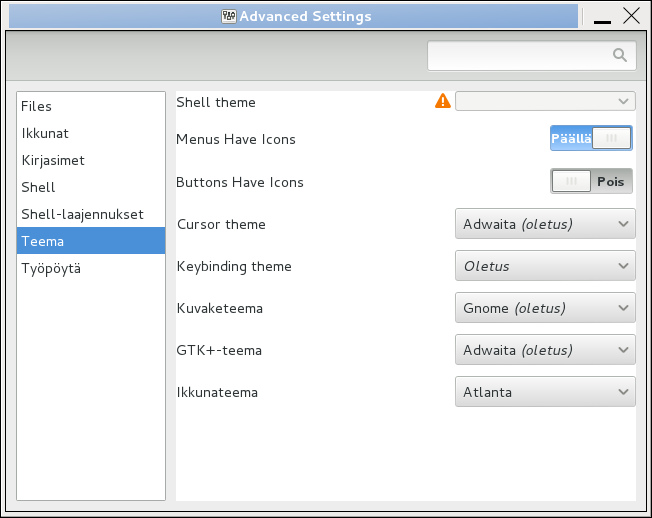 Advanced Settings
Files
Ikkunat
Kirjasimet
Shell
Shell-laajennukset
Teema
Työpöytä
Shell theme
Menus Have Icons Päällä
Buttons Have Icons Pois
Cursor theme Adwaita (oletus)
Keybinding theme Oletus
Kuvaketeema Gnome (oletus)
GTK+-teema Adwaita (oletus)
Ikkunateema Atlanta